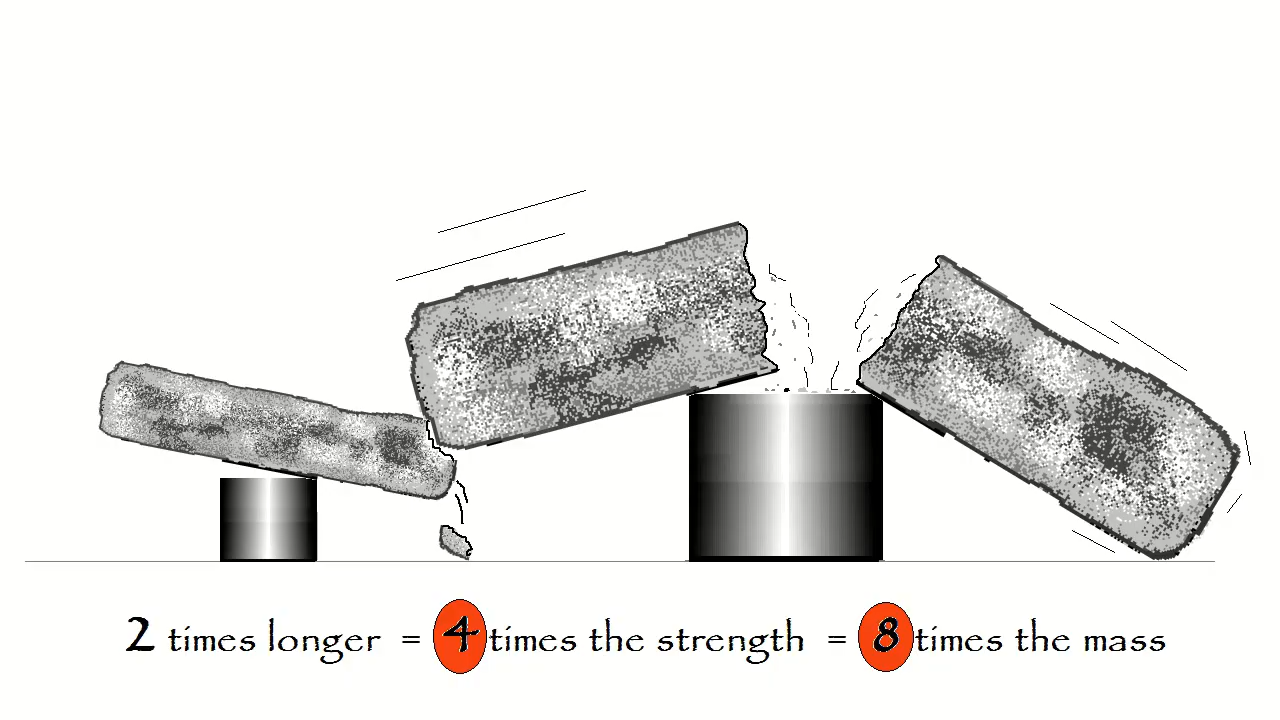 2 times longer = 4 times the strength = 8 times the mass